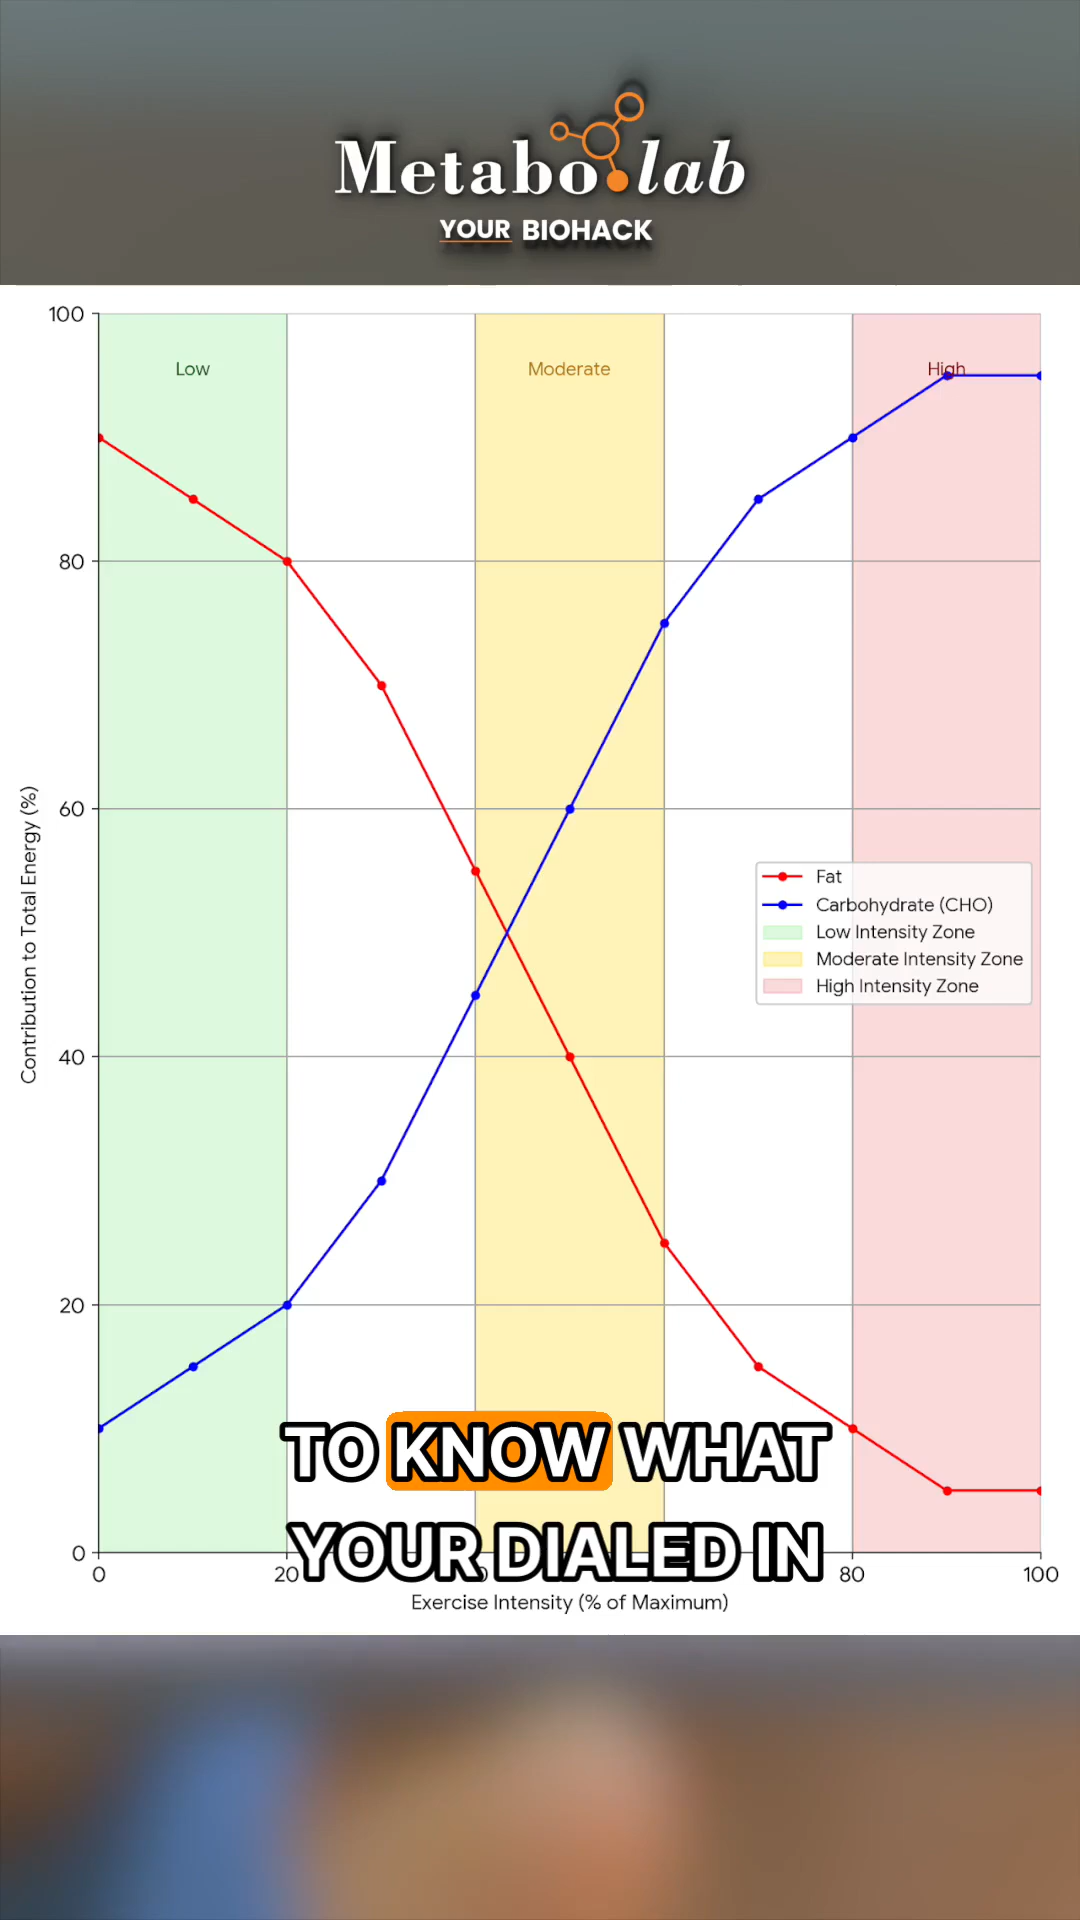 Metabolab
YOUR BIOHACK
100
Low
Moderate
High
80
60
Contribution to Total Energy (%)
Fat
Carbohydrate (CHO)
Low Intensity Zone
Moderate Intensity Zone
High Intensity Zone
40
20
TO KNOW WHAT
YOUR DIALED IN
0
0
20
80
100
Exercise Intensity (% of Maximum)